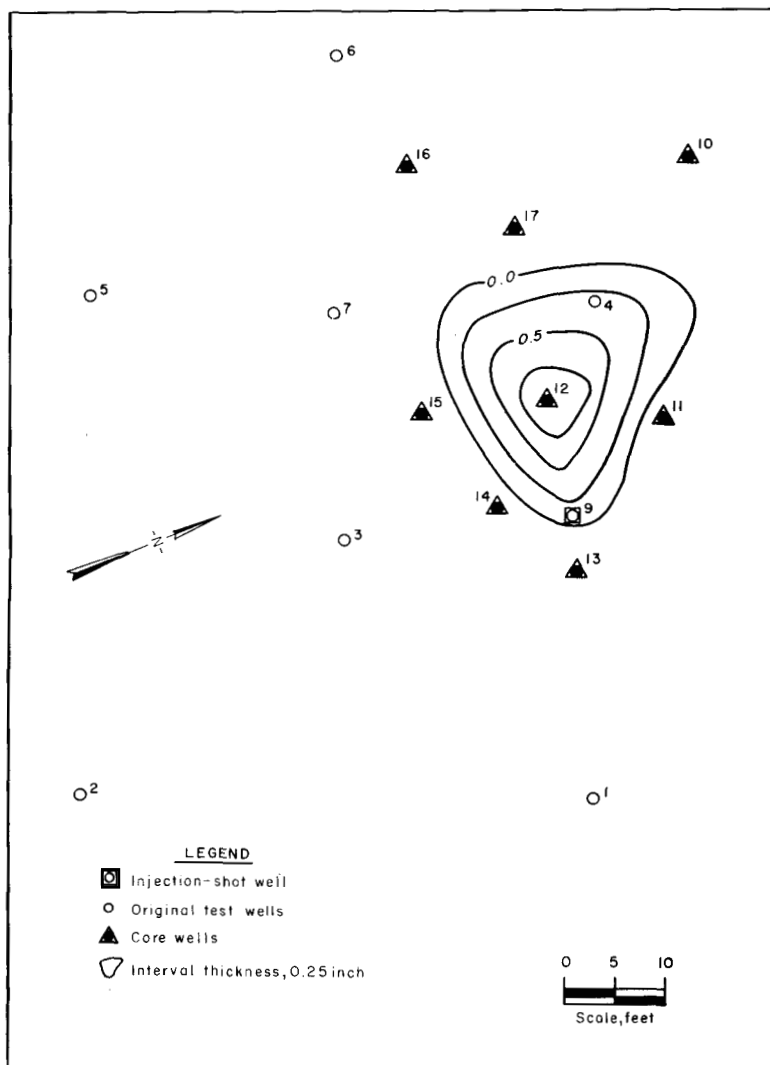 6
16
10
17
0.0
5
7
4
0.5
12
15
11
14
9
N
3
13
2
1
LEGEND
Injection-shot well
Original test wells
Core wells
Interval thickness, 0.25 inch
0 5 10
Scale, feet